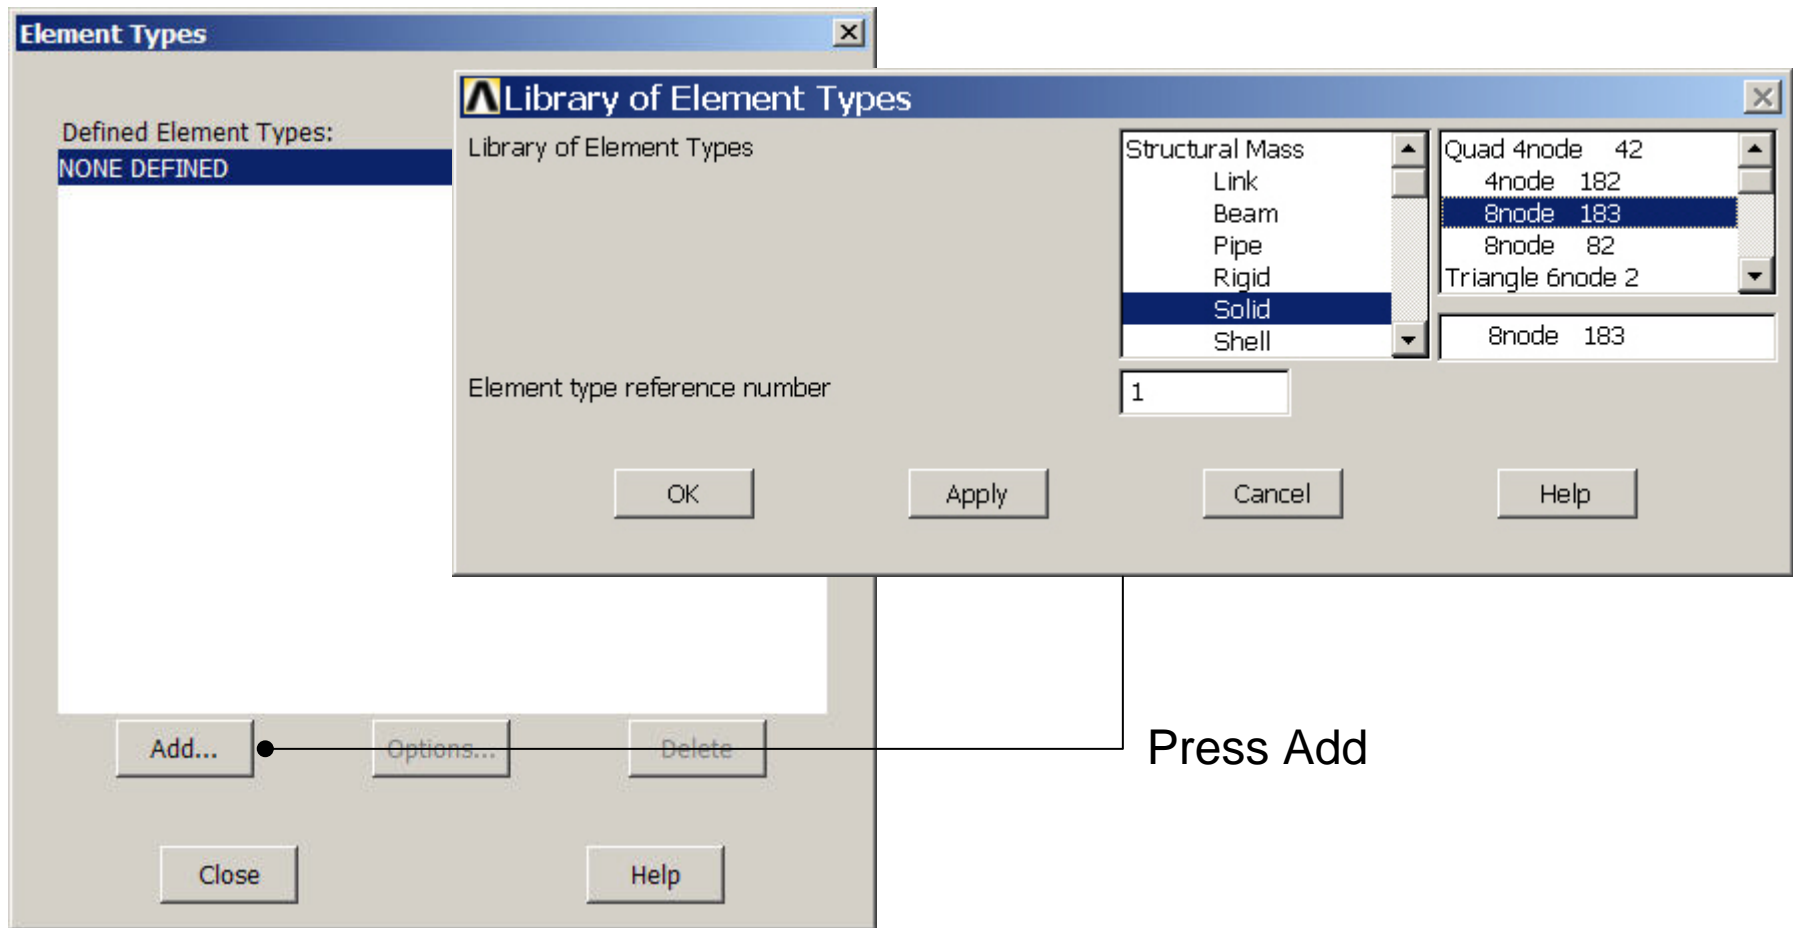 Element Types
Defined Element Types:
NONE DEFINED
Library of Element Types
Library of Element Types
Structural Mass
Link
Beam
Pipe
Rigid
Solid
Shell
Quad 4node 42
4node 182
8node 183
8node 82
Triangle 6node 2
8node 183
Element type reference number
1
OK Apply Cancel Help
Add... Options... Delete
Press Add
Close Help